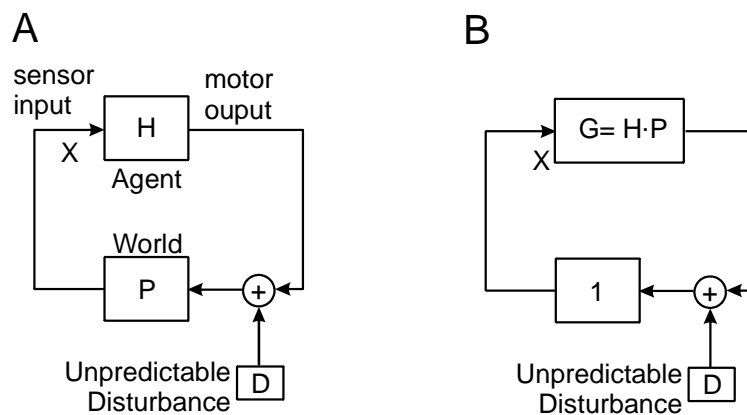 A
sensor
input
motor
ouput
H
X
Agent
World
P
+
Unpredictable
Disturbance
D
B
G= H·P
X
1
+
Unpredictable
Disturbance
D